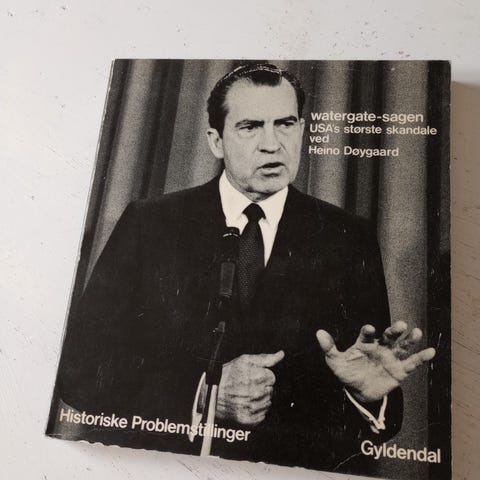 watergate-sagen
USA's største skandale
ved
Heino Døygaard
Historiske Problemstillinger
Gyldendal